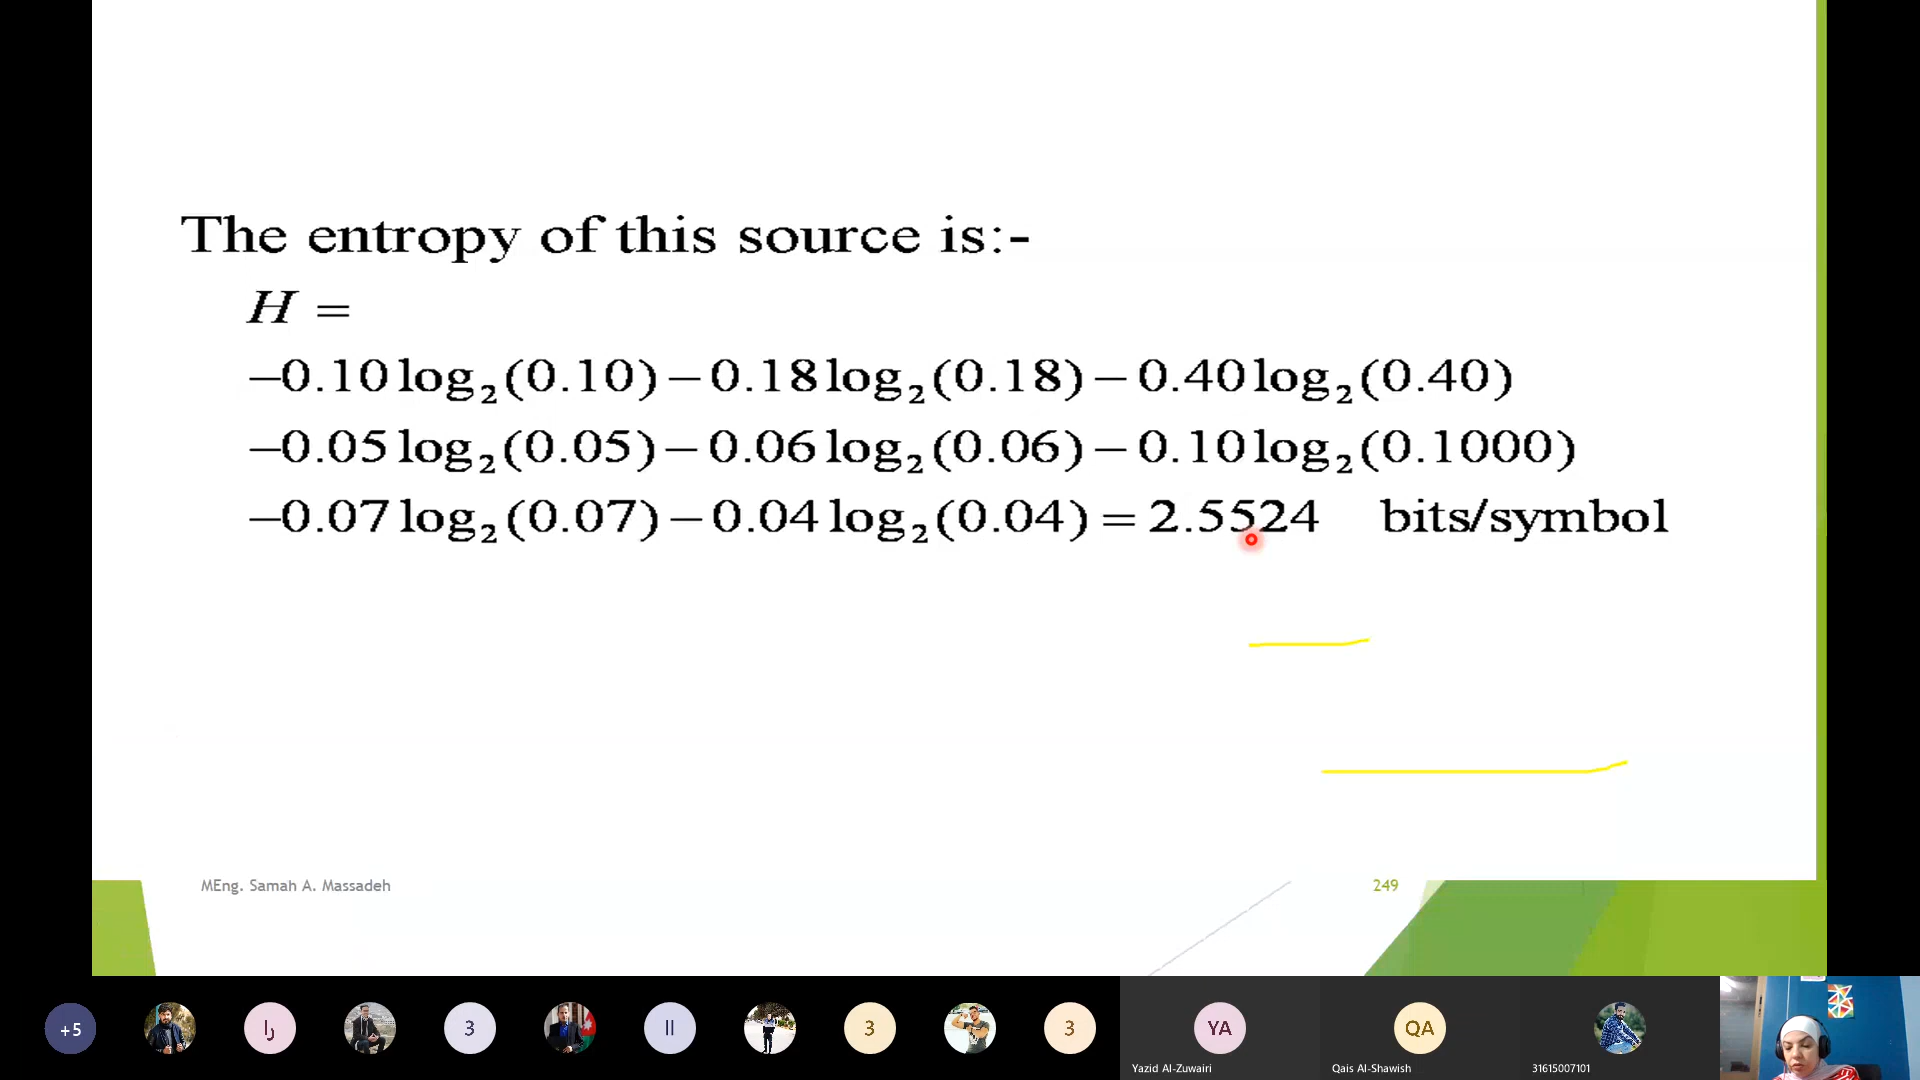 The entropy of this source is:-
H =
−0.10 log₂(0.10) − 0.18 log₂(0.18) − 0.40 log₂(0.40)
−0.05 log₂(0.05) − 0.06 log₂(0.06) − 0.10 log₂(0.1000)
−0.07 log₂(0.07) − 0.04 log₂(0.04) = 2.5524 bits/symbol
MEng. Samah A. Massadeh
249
+5
را
3
اا
3
3
YA
QA
Yazid Al-Zuwairi
Qais Al-Shawish
31615007101